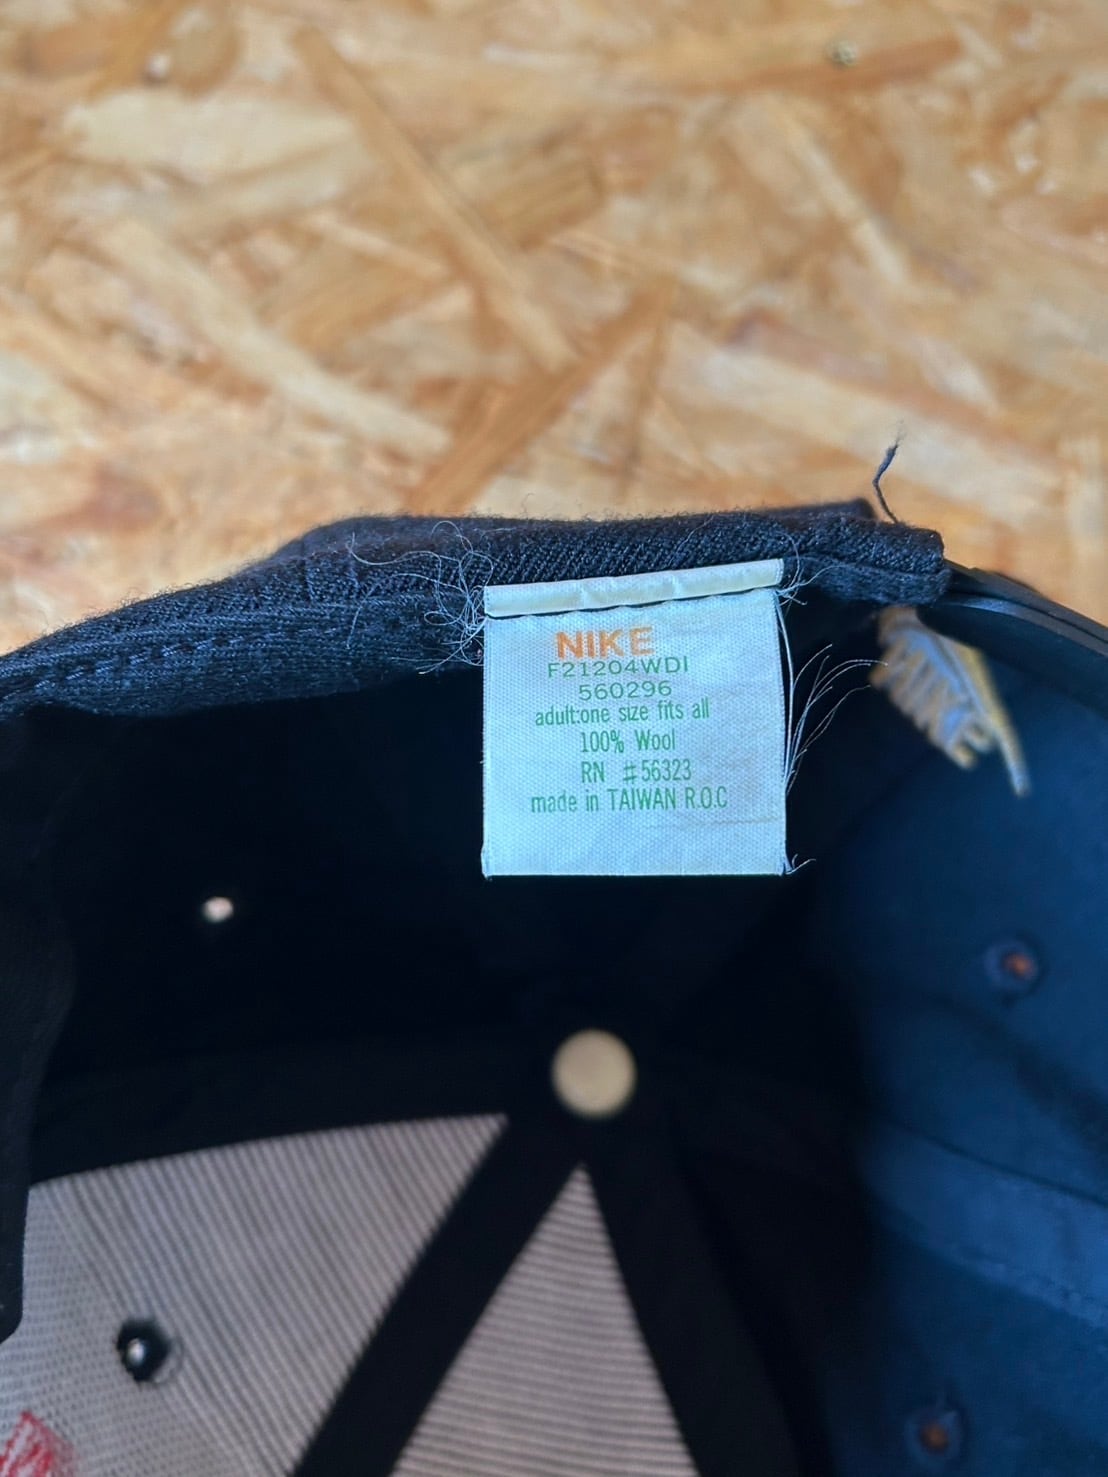 NIKE
F21204WDI
560296
adult:one size fits all
100% Wool
RN #56323
made in TAIWAN R.O.C